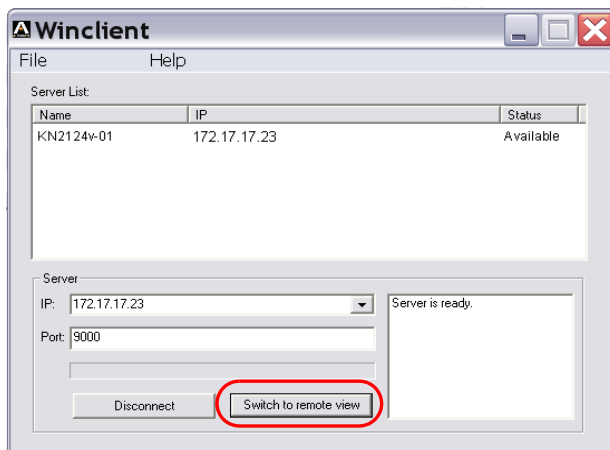 Winclient
File Help
Server List:
Name IP Status
KN2124v-01 172.17.17.23 Available
Server
IP: 172.17.17.23
Server is ready.
Port: 9000
Disconnect Switch to remote view